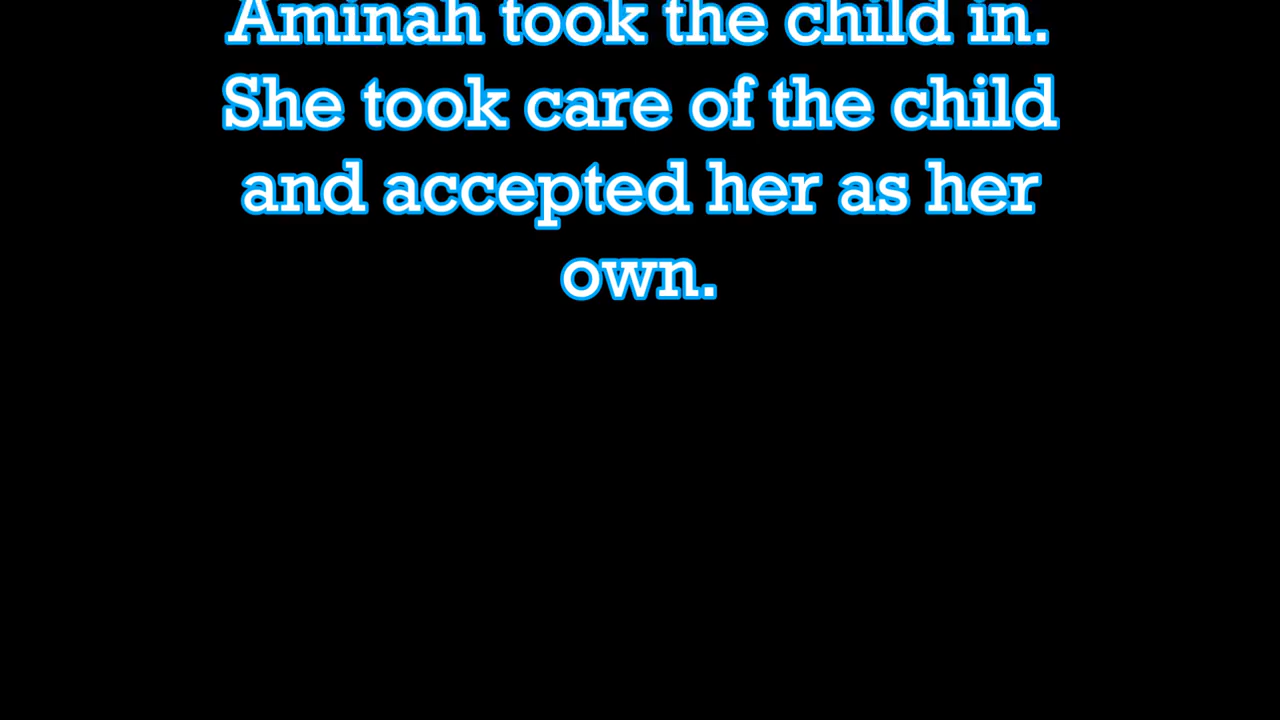 Aminah took the child in.
She took care of the child
and accepted her as her
own.